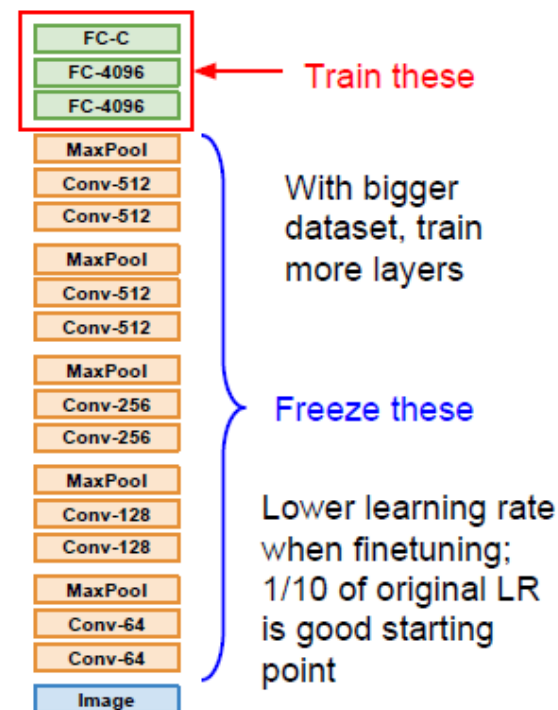 FC-C
FC-4096
FC-4096
Train these
MaxPool
Conv-512
Conv-512
With bigger
dataset, train
more layers
MaxPool
Conv-512
Conv-512
MaxPool
Conv-256
Conv-256
Freeze these
MaxPool
Conv-128
Conv-128
Lower learning rate
when finetuning;
1/10 of original LR
is good starting
point
MaxPool
Conv-64
Conv-64
Image